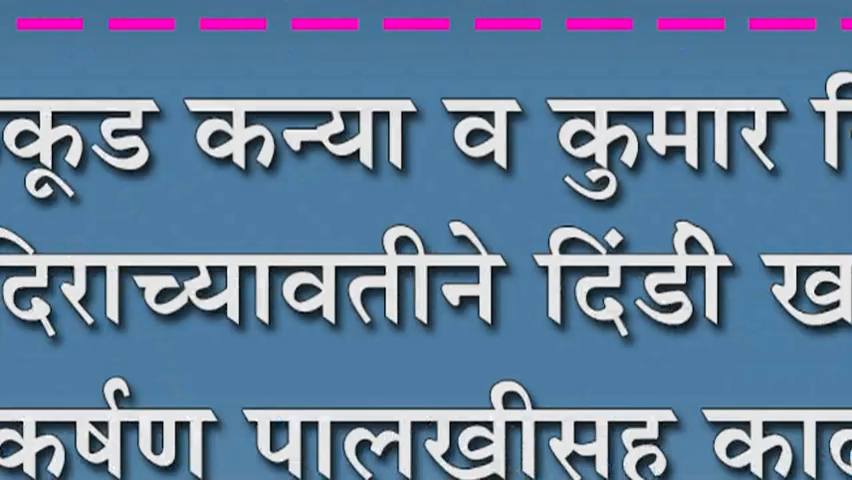 कूड कन्या व कुमार
दिराच्यावतीने दिंडी
कर्षण पालखीसह